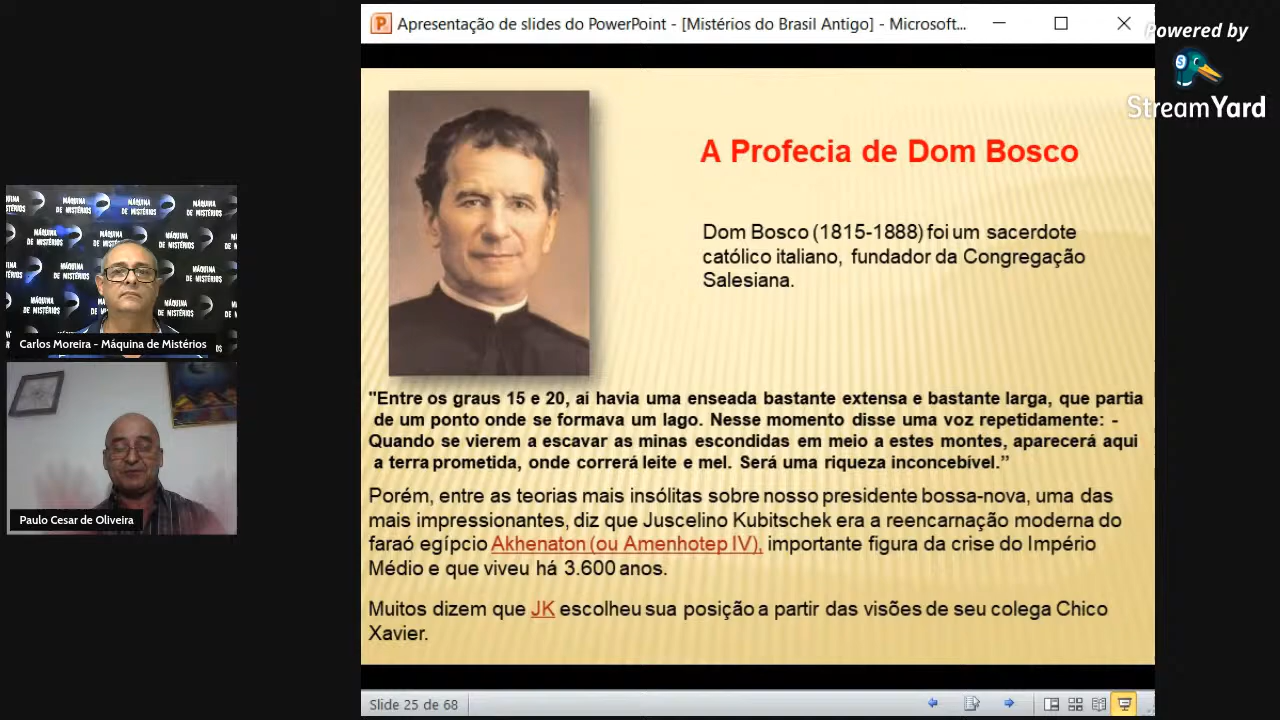 Apresentação de slides do PowerPoint - [Mistérios do Brasil Antigo] - Microsoft...
Powered by
StreamYard
A Profecia de Dom Bosco
Dom Bosco (1815-1888) foi um sacerdote
católico italiano, fundador da Congregação
Salesiana.
MÁQUINA DE MISTÉRIOS
Carlos Moreira - Máquina de Mistérios
Paulo Cesar de Oliveira
"Entre os graus 15 e 20, ai havia uma enseada bastante extensa e bastante larga, que partia
de um ponto onde se formava um lago. Nesse momento disse uma voz repetidamente: -
Quando se vierem a escavar as minas escondidas em meio a estes montes, aparecerá aqui
a terra prometida, onde correrá leite e mel. Será uma riqueza inconcebível.”
Porém, entre as teorias mais insólitas sobre nosso presidente bossa-nova, uma das
mais impressionantes, diz que Juscelino Kubitschek era a reencarnação moderna do
faraó egípcio Akhenaton (ou Amenhotep IV), importante figura da crise do Império
Médio e que viveu há 3.600 anos.
Muitos dizem que JK escolheu sua posição a partir das visões de seu colega Chico
Xavier.
Slide 25 de 68